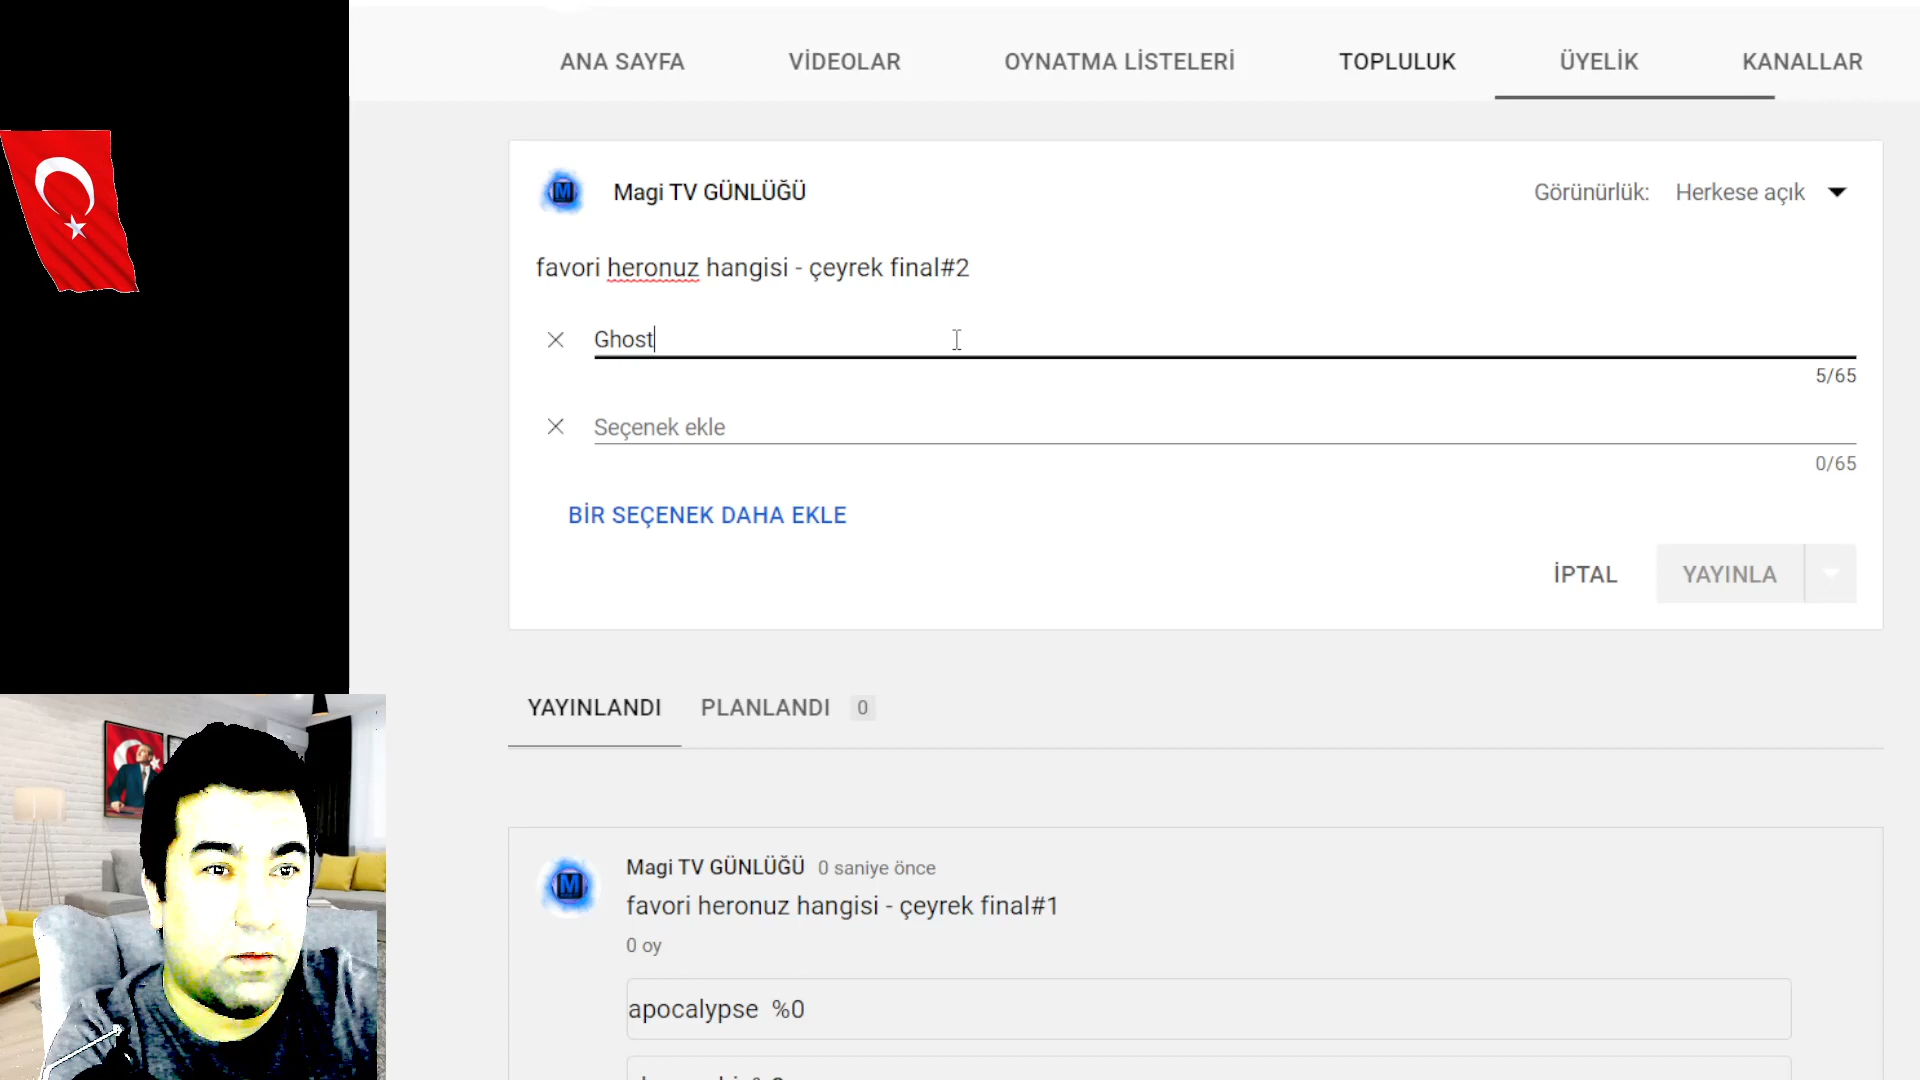 ANA SAYFA
VİDEOLAR
OYNATMA LİSTELERİ
TOPLULUK
ÜYELİK
KANALLAR
Magi TV GÜNLÜĞÜ
Görünürlük: Herkese açık
favori heronuz hangisi - çeyrek final#2
Ghost
5/65
Seçenek ekle
0/65
BİR SEÇENEK DAHA EKLE
İPTAL
YAYINLA
YAYINLANDI
PLANLANDI 0
Magi TV GÜNLÜĞÜ 0 saniye önce
favori heronuz hangisi - çeyrek final#1
0 oy
apocalypse %0